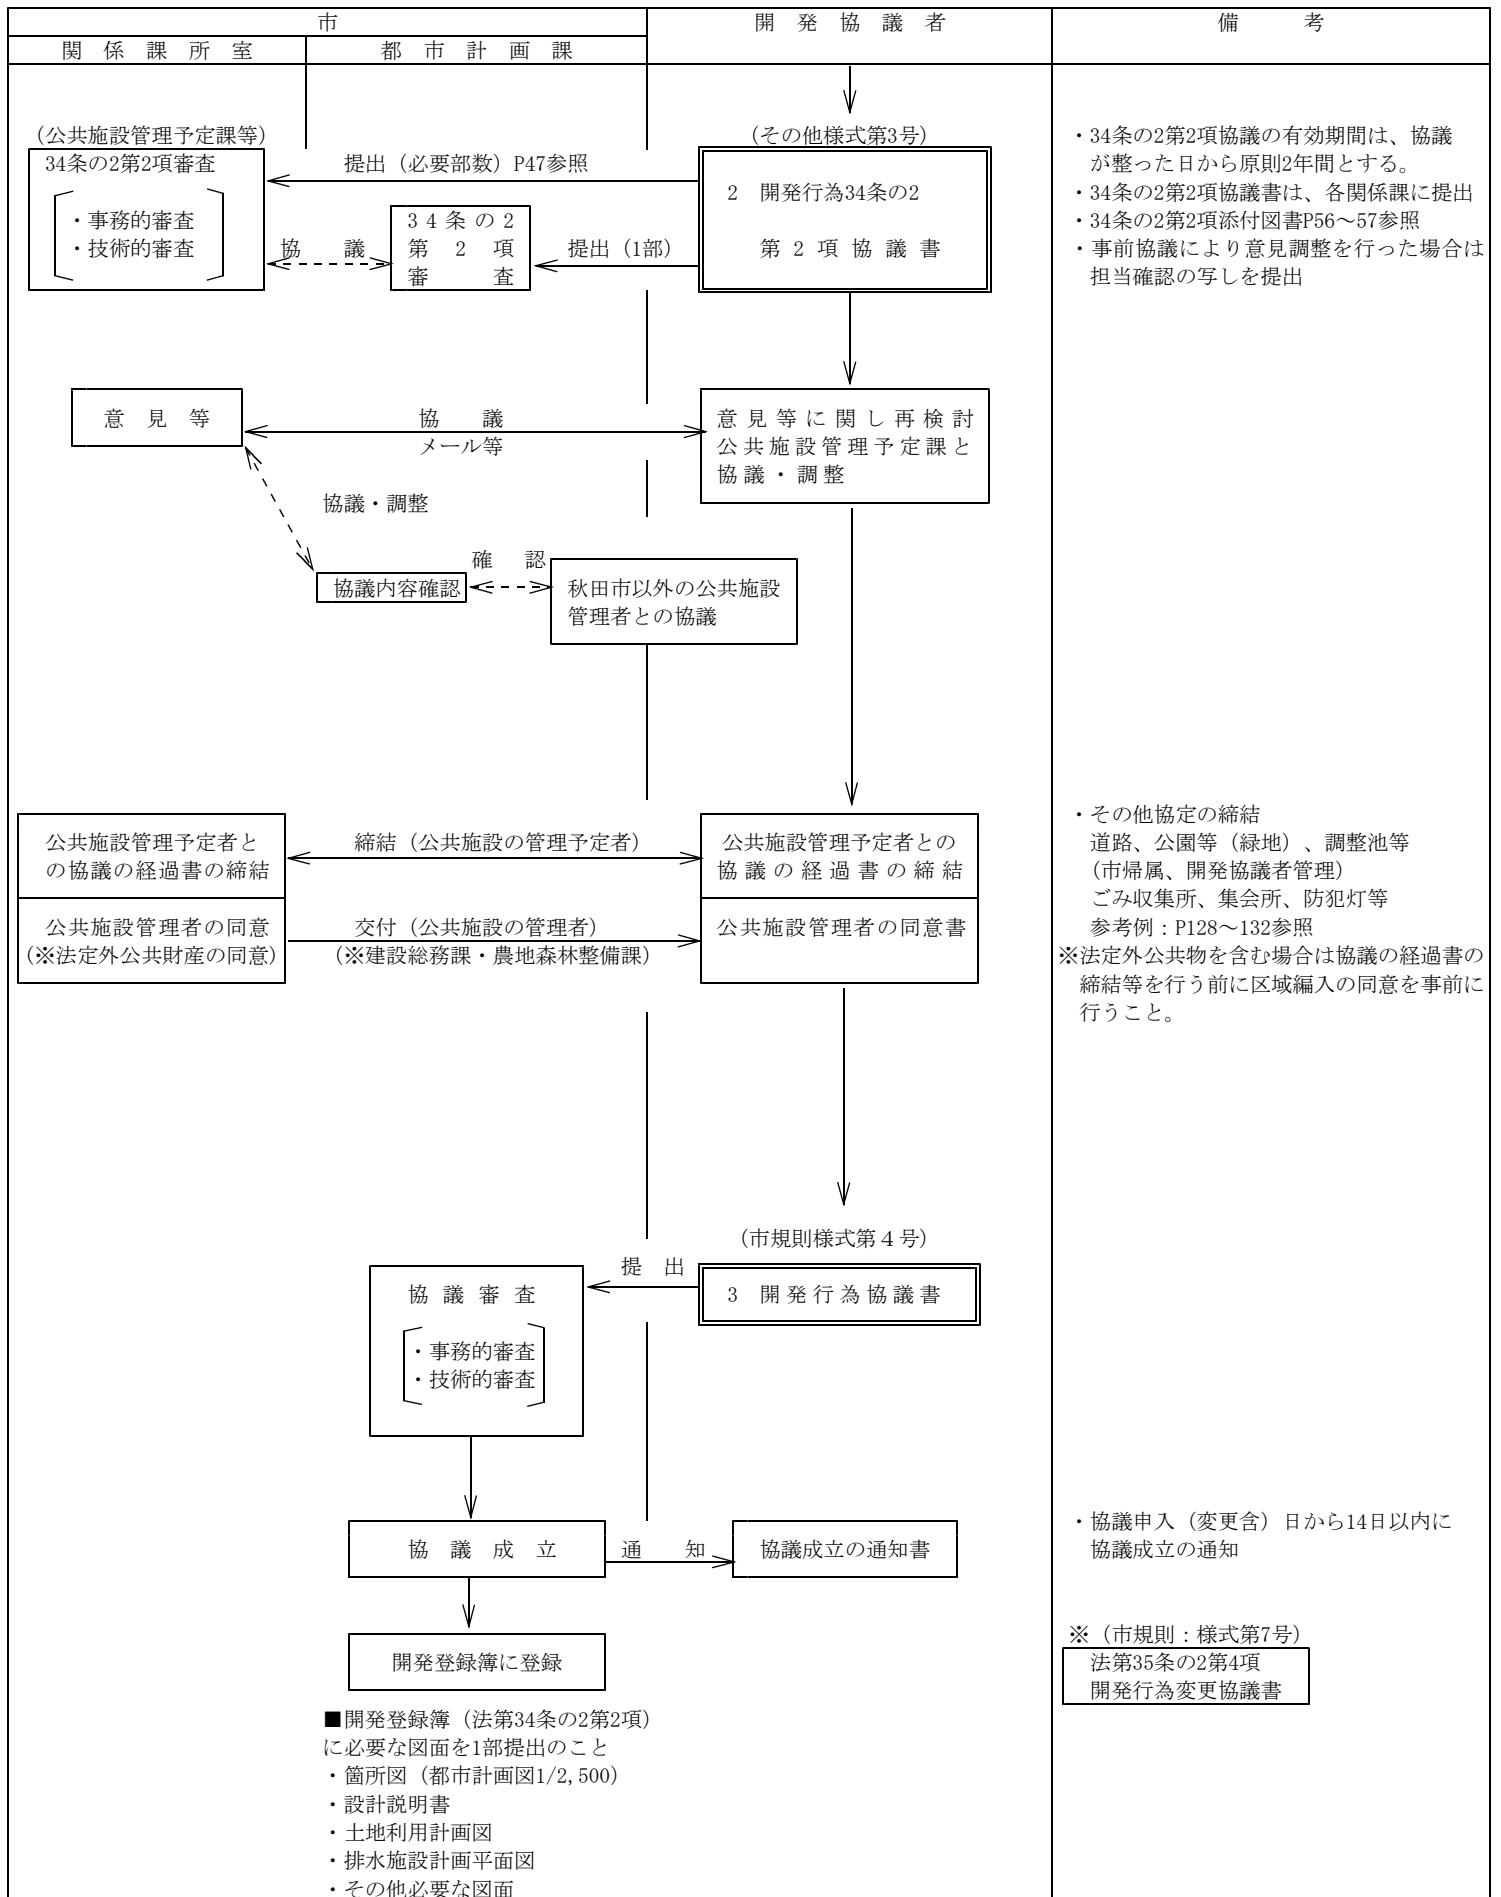 市
開発協議者
備考
関係課所室
都市計画課
(公共施設管理予定課等)
34条の2第2項審査
・事務的審査
・技術的審査
提出（必要部数）P47参照
協議
34条の2
第2項
審査
提出（1部）
(その他様式第3号)
2 開発行為34条の2
第2項協議書
・34条の2第2項協議の有効期間は、協議
が整った日から原則2年間とする。
・34条の2第2項協議書は、各関係課に提出
・34条の2第2項添付図書P56～57参照
・事前協議により意見調整を行った場合は
担当確認の写しを提出
意見等
協議
メール等
意見等に関し再検討
公共施設管理予定課と
協議・調整
協議・調整
確認
協議内容確認
秋田市以外の公共施設
管理者との協議
公共施設管理予定者と
の協議の経過書の締結
締結（公共施設の管理予定者）
公共施設管理予定者との
協議の経過書の締結
公共施設管理者の同意
(※法定外公共財産の同意)
交付（公共施設の管理者）
(※建設総務課・農地森林整備課)
公共施設管理者の同意書
・その他協定の締結
道路、公園等（緑地）、調整池等
(市帰属、開発協議者管理)
ごみ収集所、集会所、防犯灯等
参考例：P128～132参照
※法定外公共物を含む場合は協議の経過書の
締結等を行う前に区域編入の同意を事前に
行うこと。
(市規則様式第４号)
提出
3 開発行為協議書
協議審査
・事務的審査
・技術的審査
協議成立
通知
協議成立の通知書
・協議申入（変更含）日から14日以内に
協議成立の通知
開発登録簿に登録
※（市規則：様式第7号）
法第35条の2第4項
開発行為変更協議書
■開発登録簿（法第34条の2第2項）
に必要な図面を1部提出のこと
・箇所図（都市計画図1/2,500）
・設計説明書
・土地利用計画図
・排水施設計画平面図
・その他必要な図面